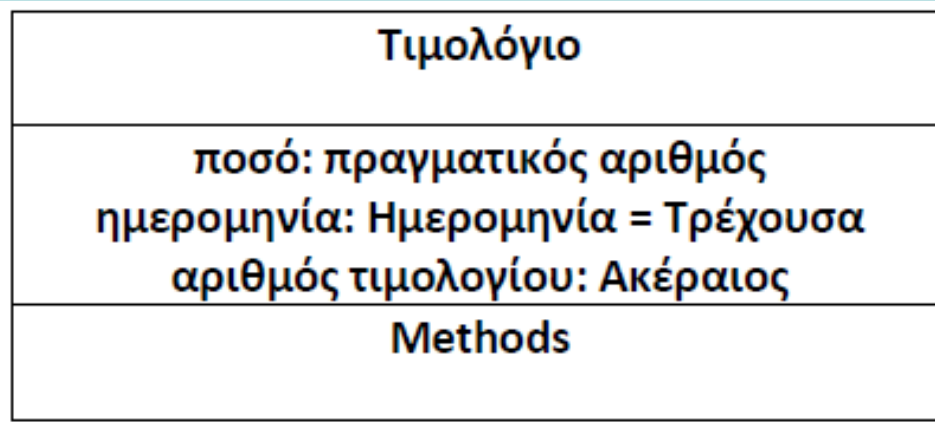 Τιμολόγιο
ποσό: πραγματικός αριθμός
ημερομηνία: Ημερομηνία = Τρέχουσα
αριθμός τιμολογίου: Ακέραιος
Methods